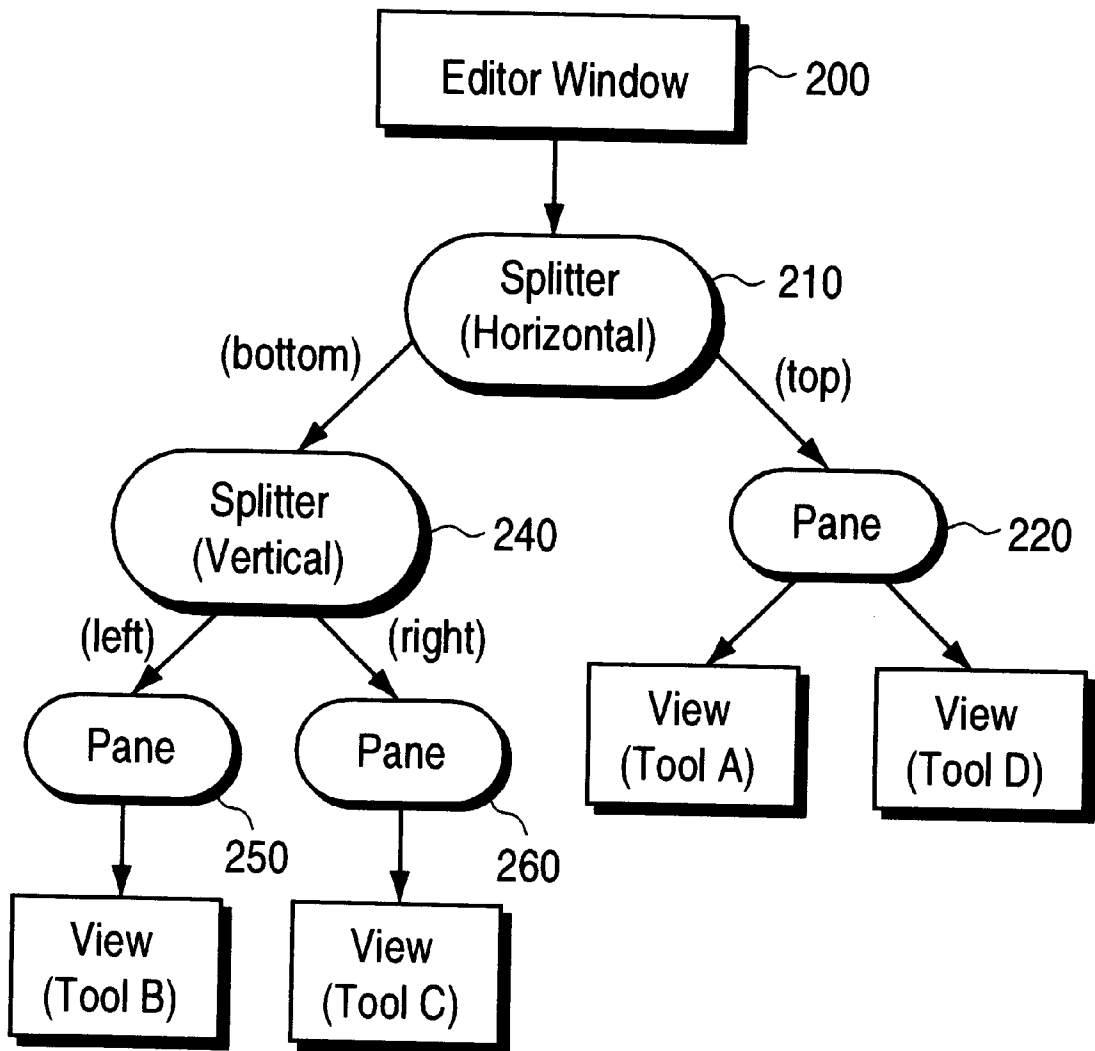 Editor Window
200
Splitter
(Horizontal)
210
(bottom)
(top)
Splitter
(Vertical)
240
Pane
220
(left)
(right)
Pane
250
Pane
260
View
(Tool A)
View
(Tool D)
View
(Tool B)
View
(Tool C)